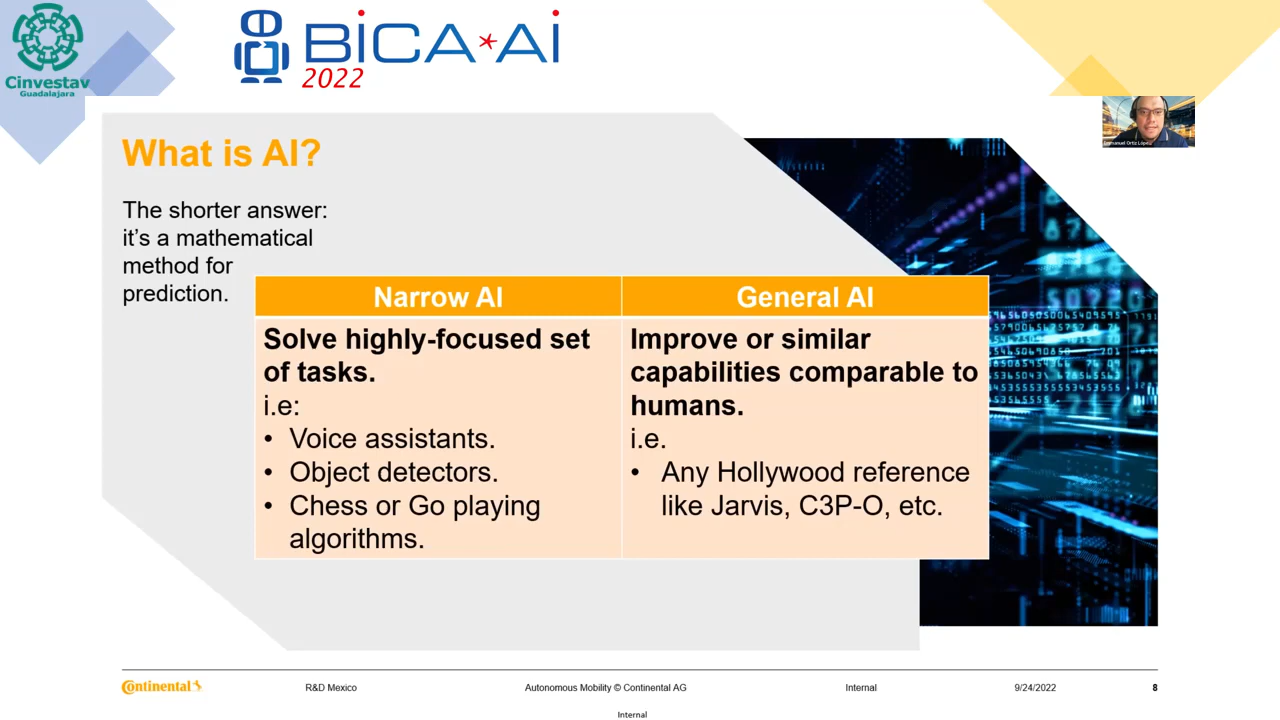 Cinvestav
Guadalajara
BiCA*Ai
2022
What is AI?
The shorter answer:
it’s a mathematical
method for
prediction.
Narrow AI
Solve highly-focused set
of tasks.
i.e:
• Voice assistants.
• Object detectors.
• Chess or Go playing
algorithms.
General AI
Improve or similar
capabilities comparable to
humans.
i.e.
• Any Hollywood reference
like Jarvis, C3P-O, etc.
Emmanuel Ortiz López
Continental
R&D Mexico
Autonomous Mobility © Continental AG
Internal
9/24/2022
8
Internal